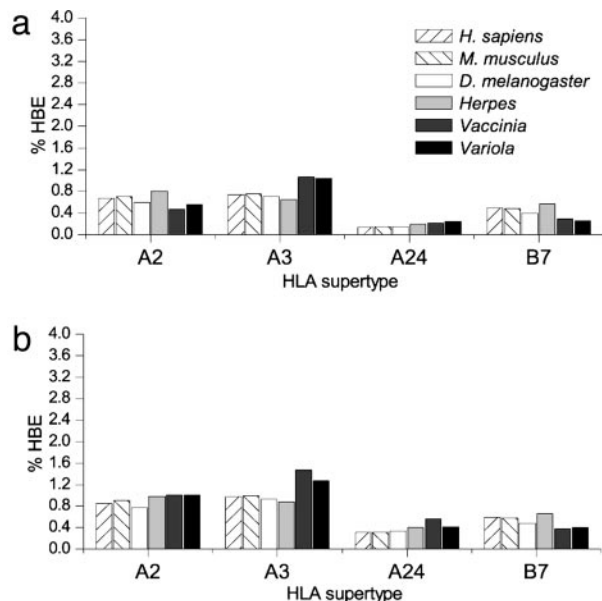 a
4.0
3.6
3.2
2.8
2.4
2.0
1.6
1.2
0.8
0.4
0.0
% HBE
H. sapiens
M. musculus
D. melanogaster
Herpes
Vaccinia
Variola
A2 A3 A24 B7
HLA supertype
b
4.0
3.6
3.2
2.8
2.4
2.0
1.6
1.2
0.8
0.4
0.0
% HBE
A2 A3 A24 B7
HLA supertype